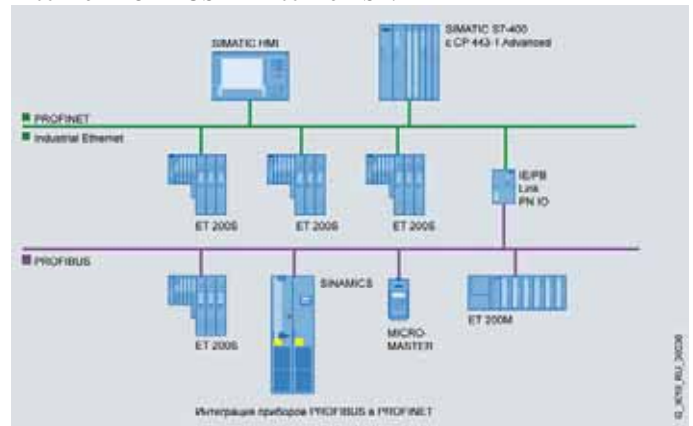 SIMATIC HMI
SIMATIC S7-400
с CP 443-1 Advanced
PROFINET
Industrial Ethernet
ET 200S
ET 200S
ET 200S
IE/PB
Link
PN IO
PROFIBUS
ET 200S
SINAMICS
MICRO-
MASTER
ET 200M
Интеграция приборов PROFIBUS в PROFINET